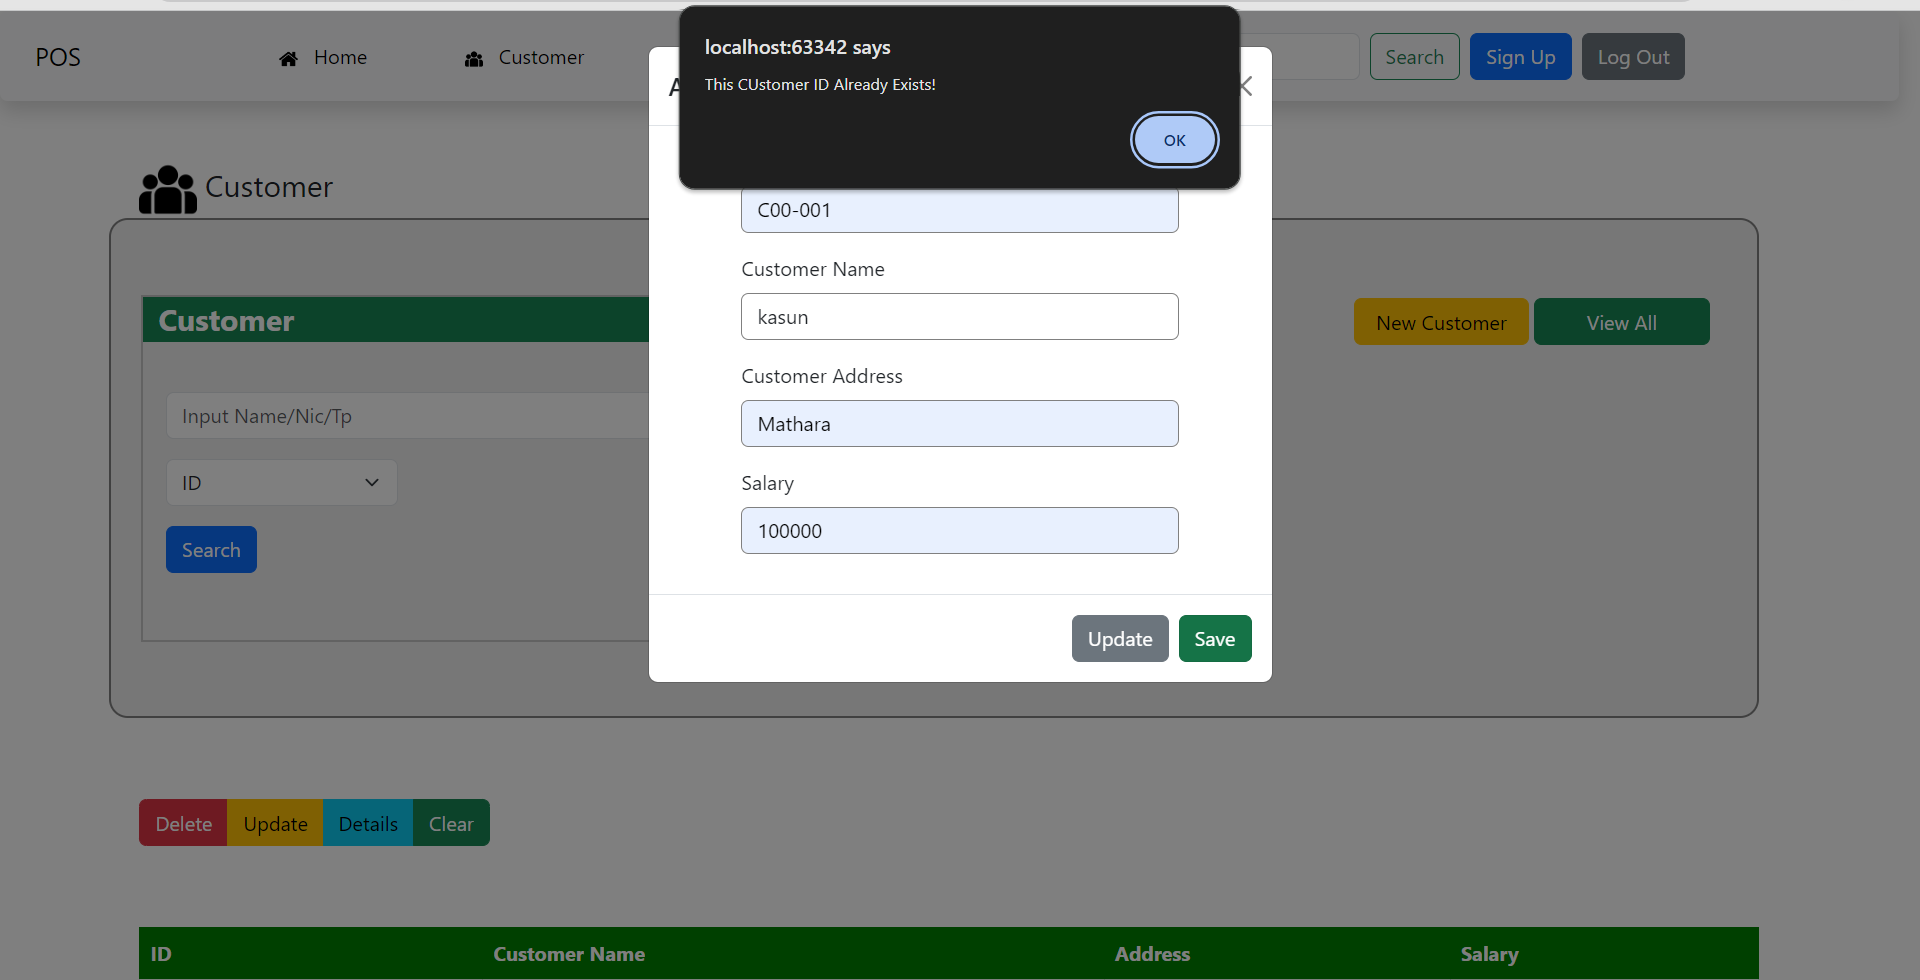 POS
Home
Customer
Search
Sign Up
Log Out
localhost:63342 says
This CUstomer ID Already Exists!
OK
Customer
Customer
Input Name/Nic/Tp
ID
Search
New Customer
View All
C00-001
Customer Name
kasun
Customer Address
Mathara
Salary
100000
Update
Save
Delete
Update
Details
Clear
ID
Customer Name
Address
Salary